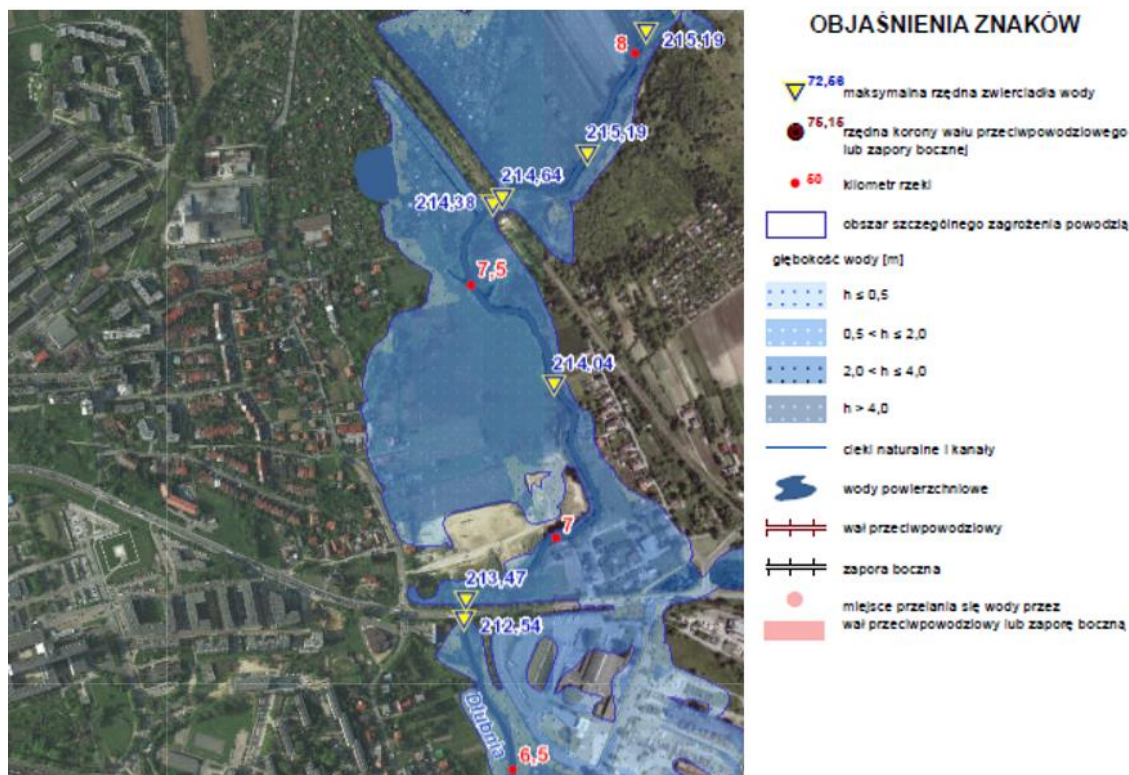 8
215,19
215,19
214,64
214,38
7,5
214,04
7
213,47
212,54
Dłubnia
6,5
OBJAŚNIENIA ZNAKÓW
72,56
maksymalna rzędna zwierciadła wody
75,15
rzędna korony wału przeciwpowodziowego
lub zapory bocznej
50
kilometr rzeki
obszar szczególnego zagrożenia powodzią
głębokość wody [m]
h ≤ 0,5
0,5 < h ≤ 2,0
2,0 < h ≤ 4,0
h > 4,0
cieki naturalne i kanały
wody powierzchniowe
wał przeciwpowodziowy
zapora boczna
miejsce przelania się wody przez
wał przeciwpowodziowy lub zaporę boczną